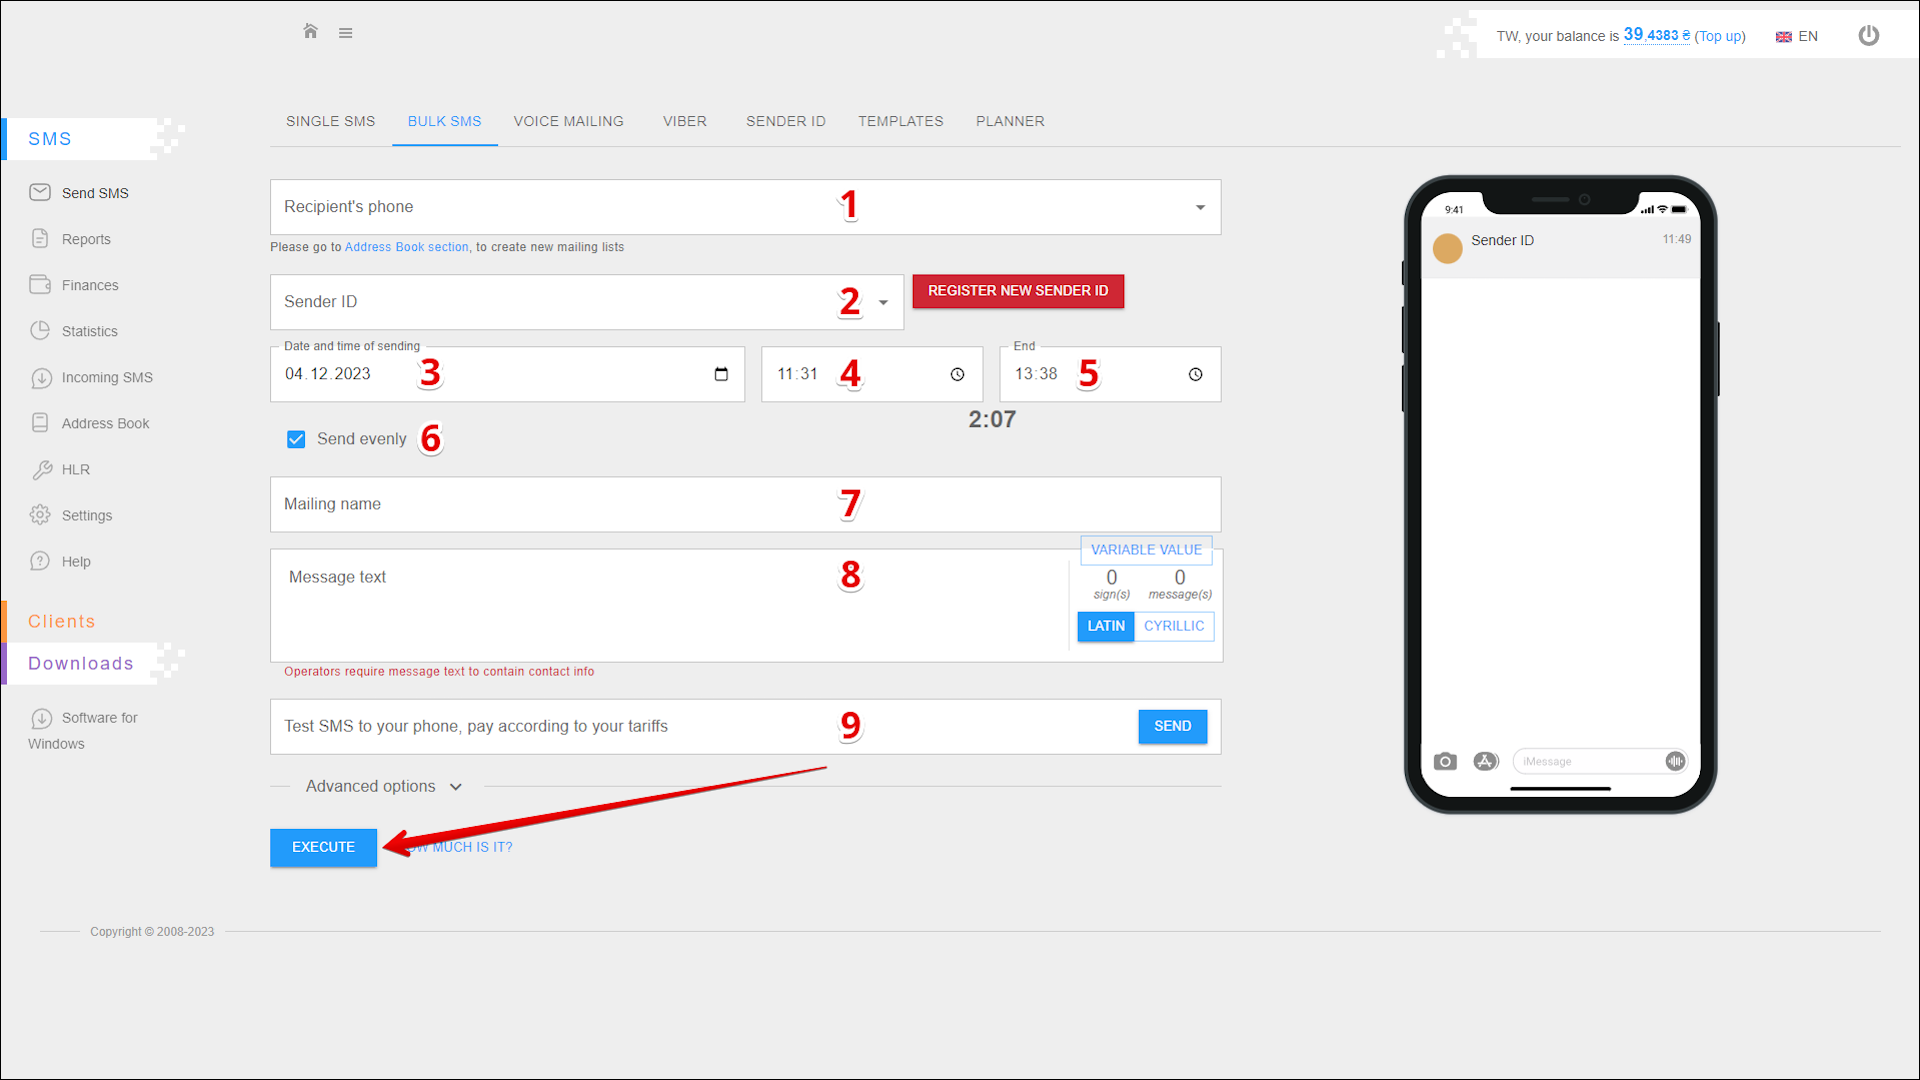 TW, your balance is 39,4383 ₴ (Top up) EN
SMS
Send SMS
Reports
Finances
Statistics
Incoming SMS
Address Book
HLR
Settings
Help
Clients
Downloads
Software for
Windows
SINGLE SMS BULK SMS VOICE MAILING VIBER SENDER ID TEMPLATES PLANNER
Recipient's phone 1
Please go to Address Book section, to create new mailing lists
Sender ID 2 REGISTER NEW SENDER ID
Date and time of sending End
04.12.2023 3 11:31 4 13:38 5
2:07
Send evenly 6
Mailing name 7
VARIABLE VALUE
Message text 8 0 0
sign(s) message(s)
LATIN CYRILLIC
Operators require message text to contain contact info
Test SMS to your phone, pay according to your tariffs 9 SEND
Advanced options
EXECUTE OW MUCH IS IT?
9:41
Sender ID 11:49
iMessage
Copyright © 2008-2023